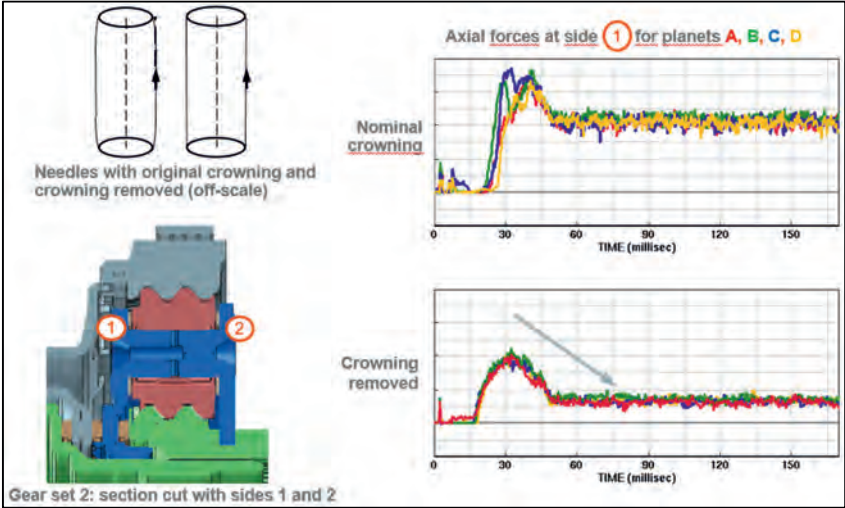 Axial forces at side 1 for planets A, B, C, D
Nominal
crowning
0 30 60 90 120 150
TIME (millisec)
Needles with original crowning and
crowning removed (off-scale)
1 2
Crowning
removed
0 30 60 90 120 150
TIME (millisec)
Gear set 2: section cut with sides 1 and 2